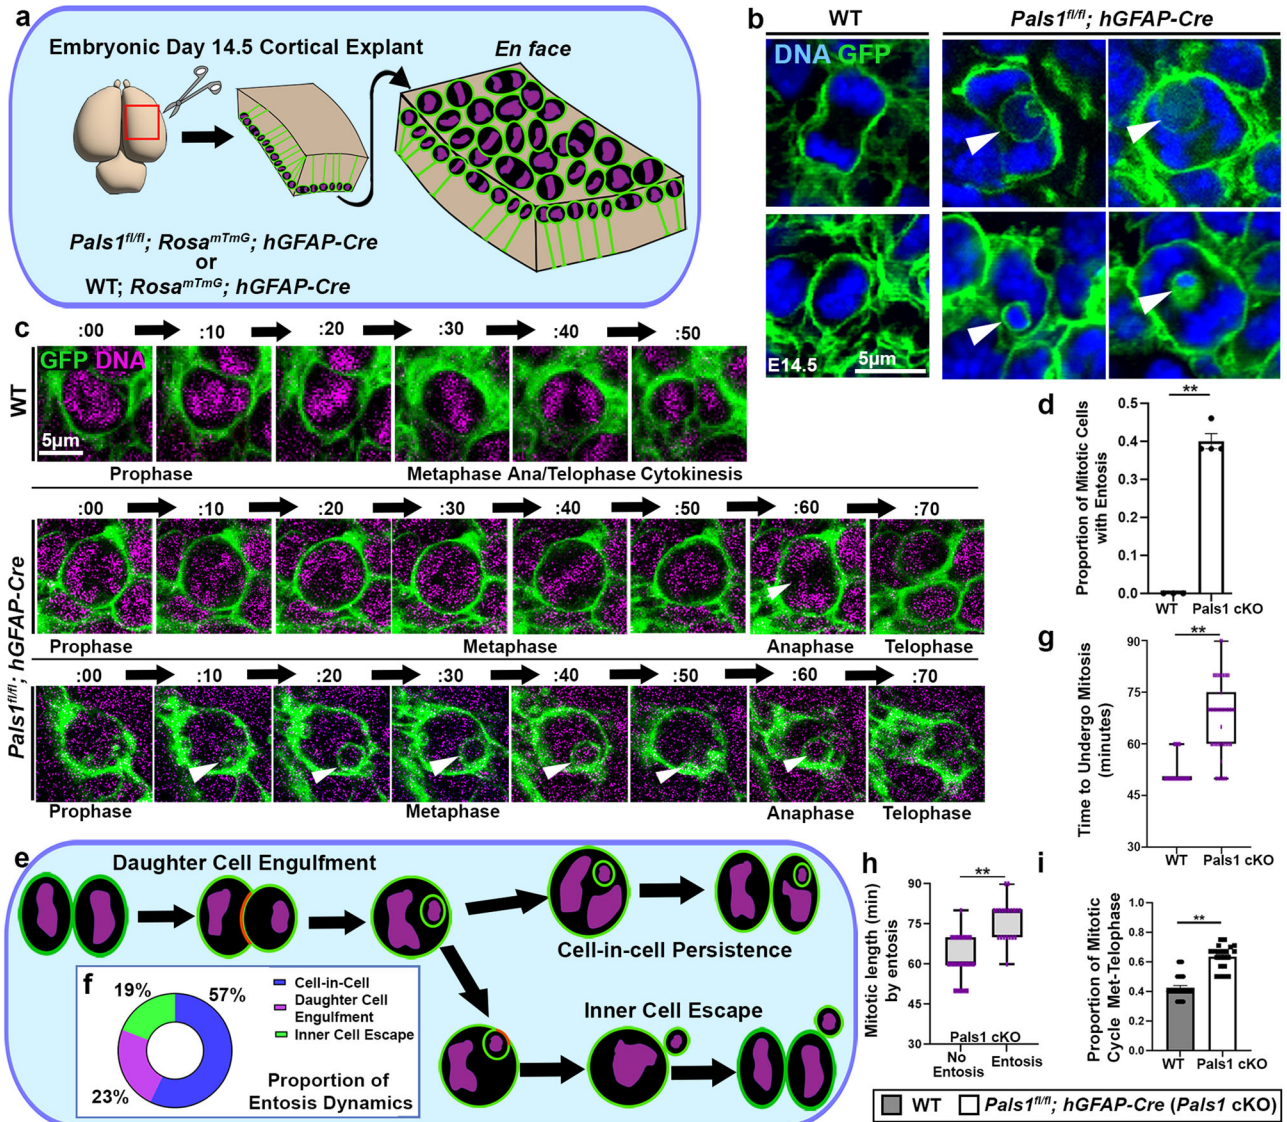 a
Embryonic Day 14.5 Cortical Explant
En face
Pals1fl/fl; RosamTmG; hGFAP-Cre
or
WT; RosamTmG; hGFAP-Cre
b
WT
Pals1fl/fl; hGFAP-Cre
DNA GFP
E14.5
5µm
c
:00 :10 :20 :30 :40 :50
WT
GFP DNA
5µm
Prophase Metaphase Ana/Telophase Cytokinesis
Pals1fl/fl; hGFAP-Cre
:00 :10 :20 :30 :40 :50 :60 :70
Prophase Metaphase Anaphase Telophase
:00 :10 :20 :30 :40 :50 :60 :70
Prophase Metaphase Anaphase Telophase
d
Proportion of Mitotic Cells
with Entosis
**
0.5
0.4
0.3
0.2
0.1
0.0
WT Pals1 cKO
g
Time to Undergo Mitosis
(minutes)
**
90
75
60
45
30
WT Pals1 cKO
e
Daughter Cell Engulfment
Cell-in-cell Persistence
Inner Cell Escape
f
19%
57%
23%
Cell-in-Cell
Daughter Cell
Engulfment
Inner Cell Escape
Proportion of
Entosis Dynamics
h
Mitotic length (min)
by entosis
**
90
75
60
45
30
Pals1 cKO
No
Entosis
Entosis
i
Proportion of Mitotic
Cycle Met-Telophase
**
1.0
0.8
0.6
0.4
0.2
0.0
WT Pals1 cKO
WT Pals1fl/fl; hGFAP-Cre (Pals1 cKO)